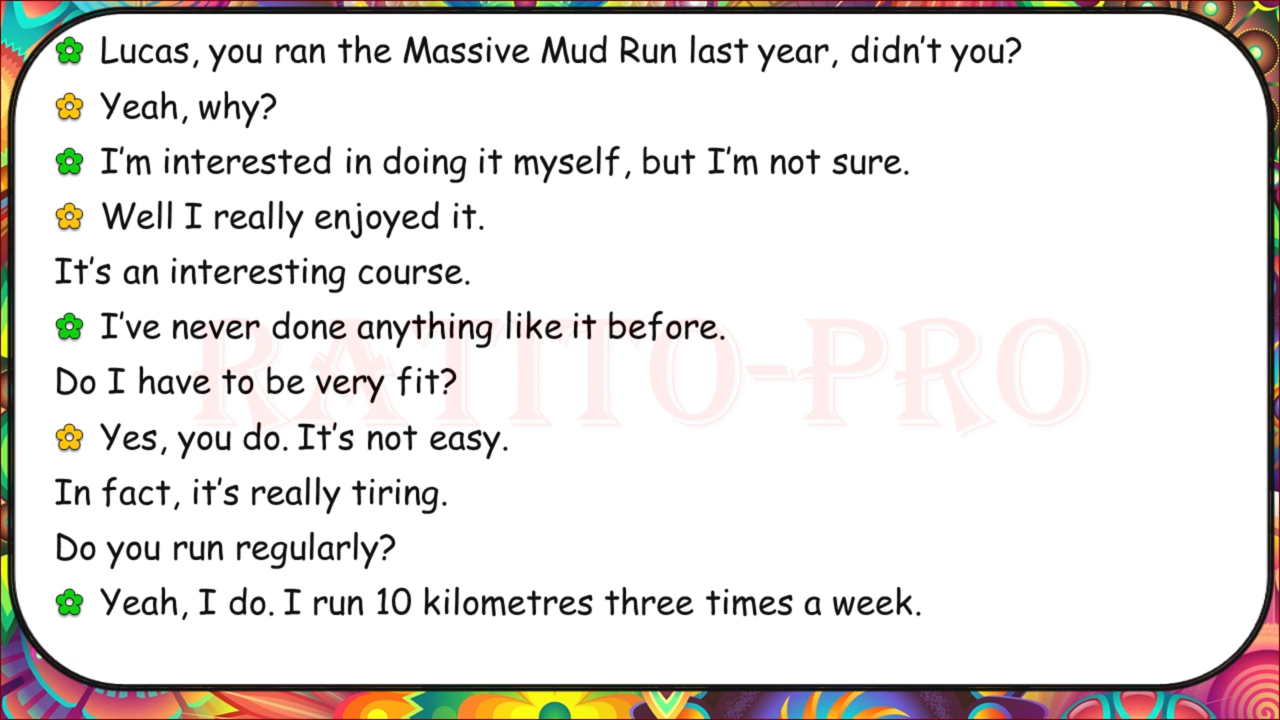 Lucas, you ran the Massive Mud Run last year, didn't you?
Yeah, why?
I'm interested in doing it myself, but I'm not sure.
Well I really enjoyed it.
It's an interesting course.
I've never done anything like it before.
RATITO-PRO
Do I have to be very fit?
Yes, you do. It's not easy.
In fact, it's really tiring.
Do you run regularly?
Yeah, I do. I run 10 kilometres three times a week.